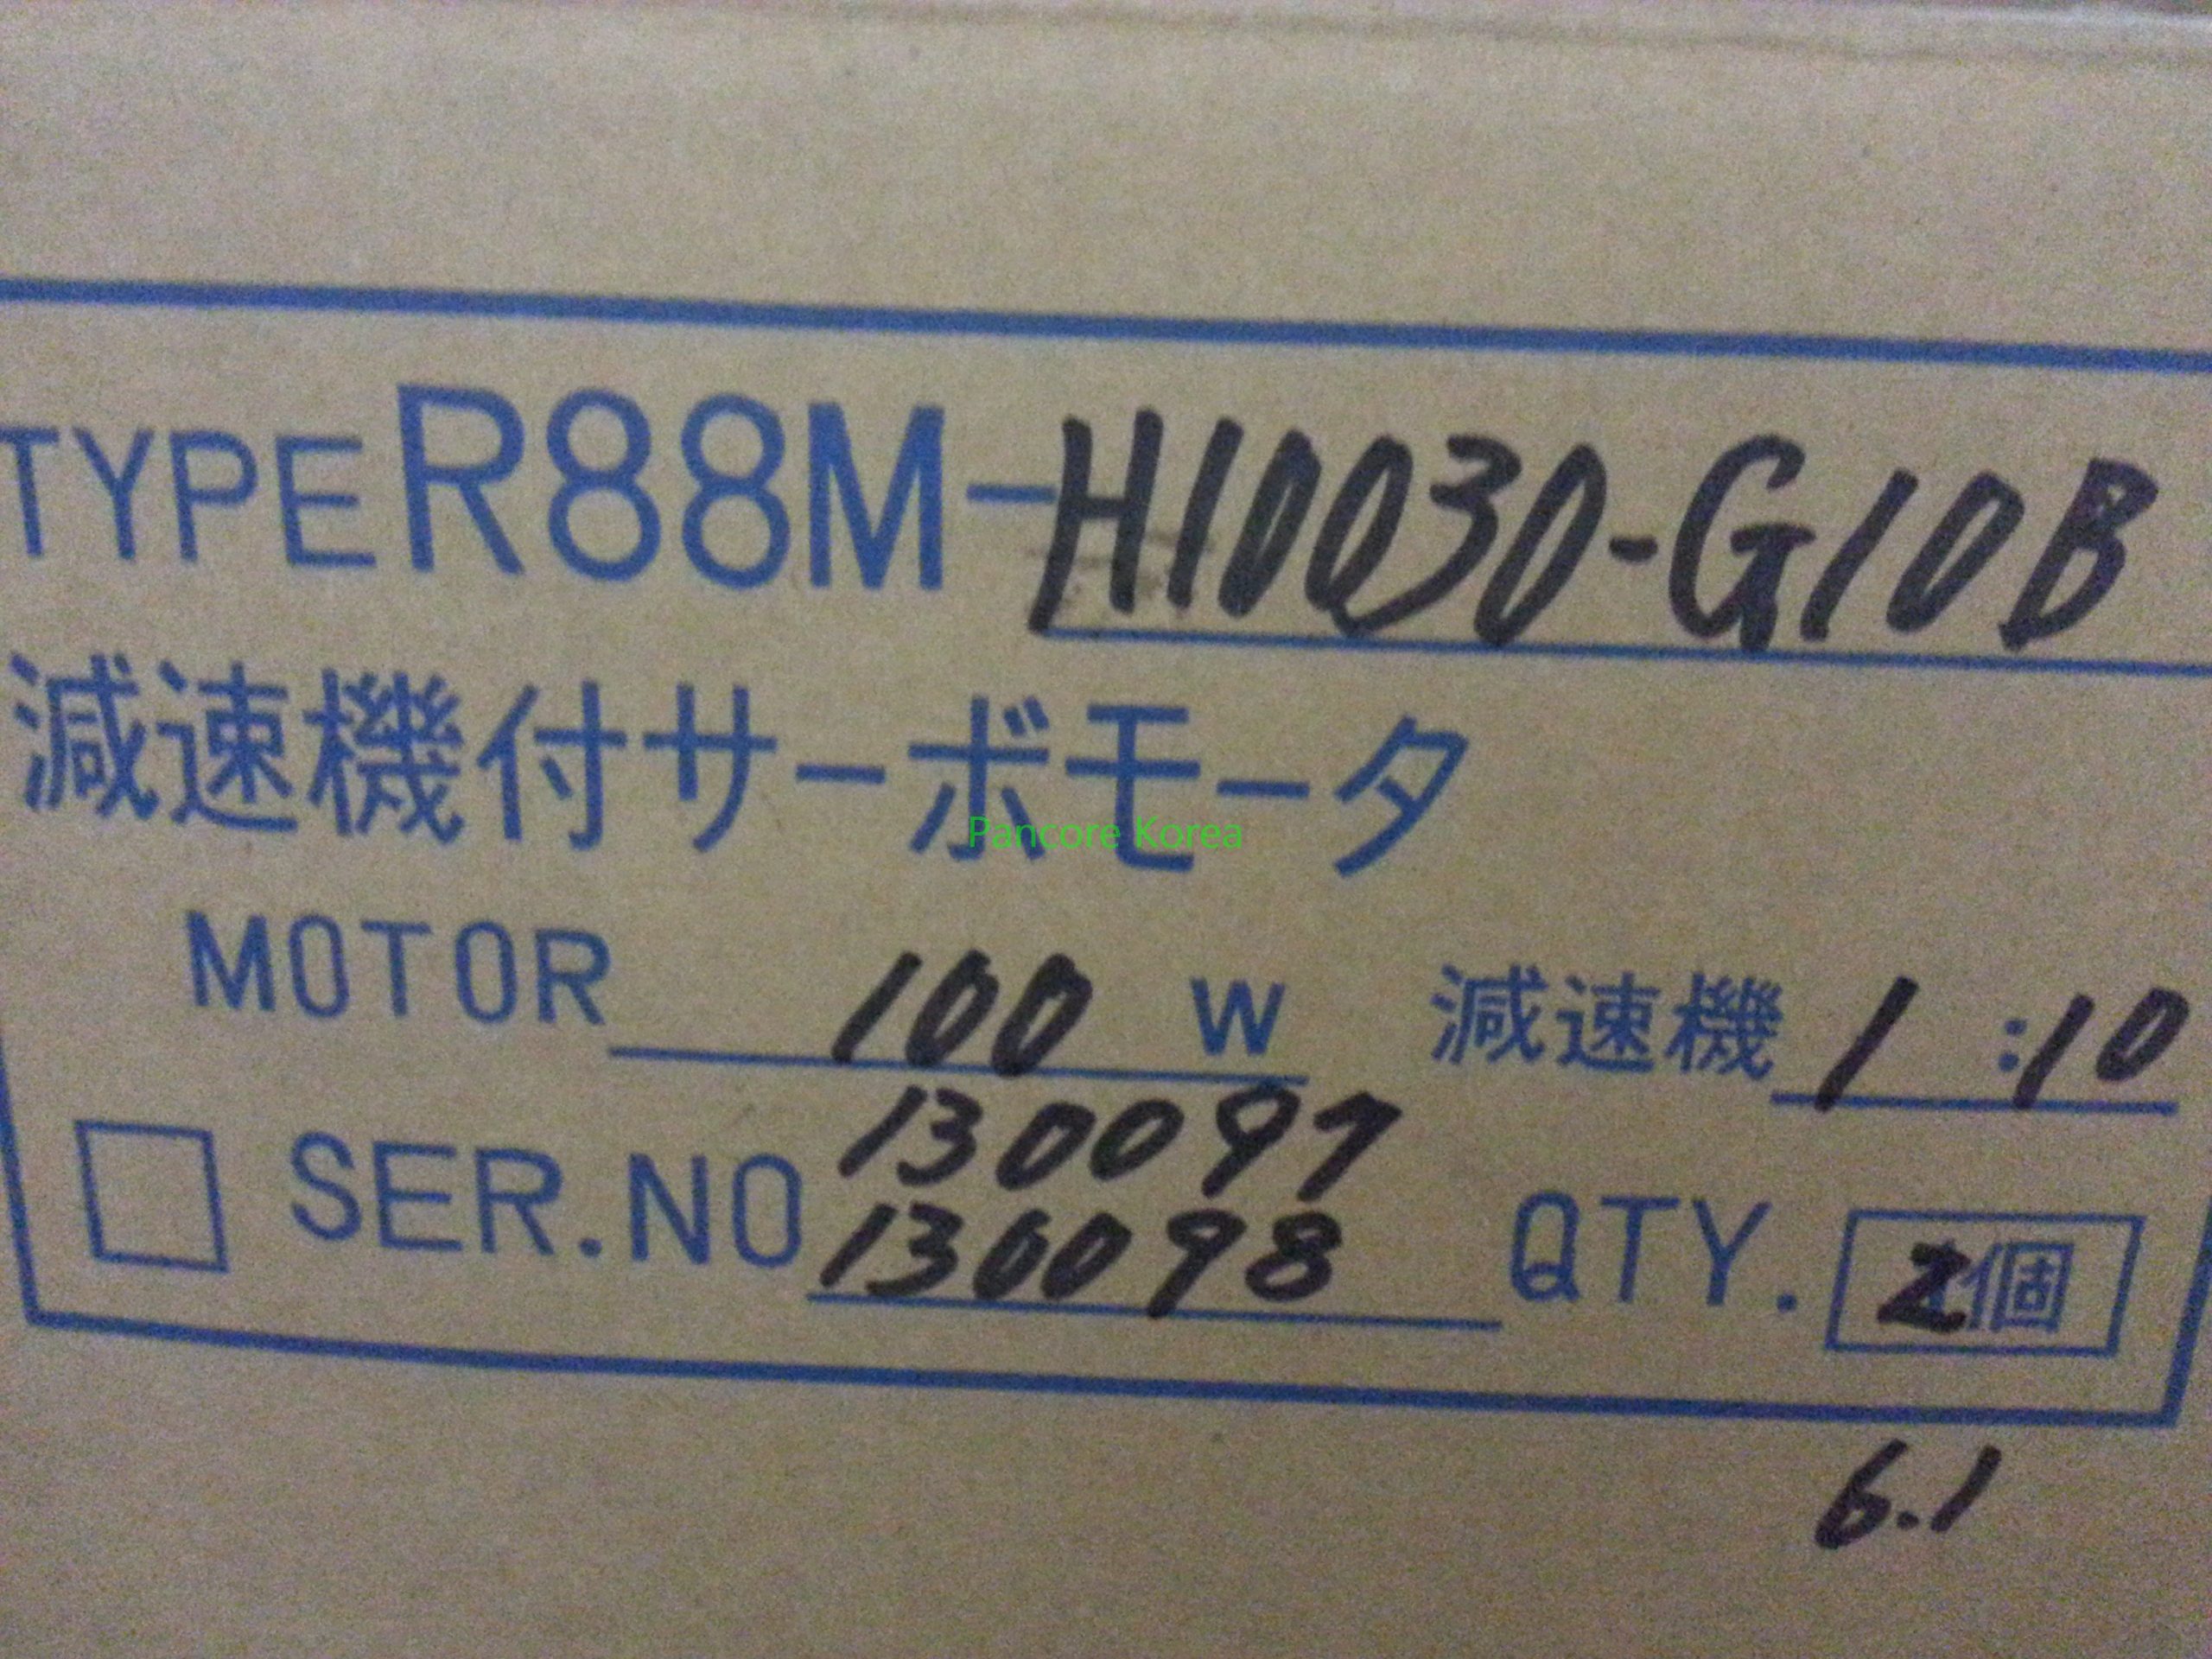 TYPE R88M-H10030-G10B
減速機付サーボモータ
Pancore Korea
MOTOR 100 W 減速機 1:10
130097
SER.NO 130098 QTY. 2個
6.1